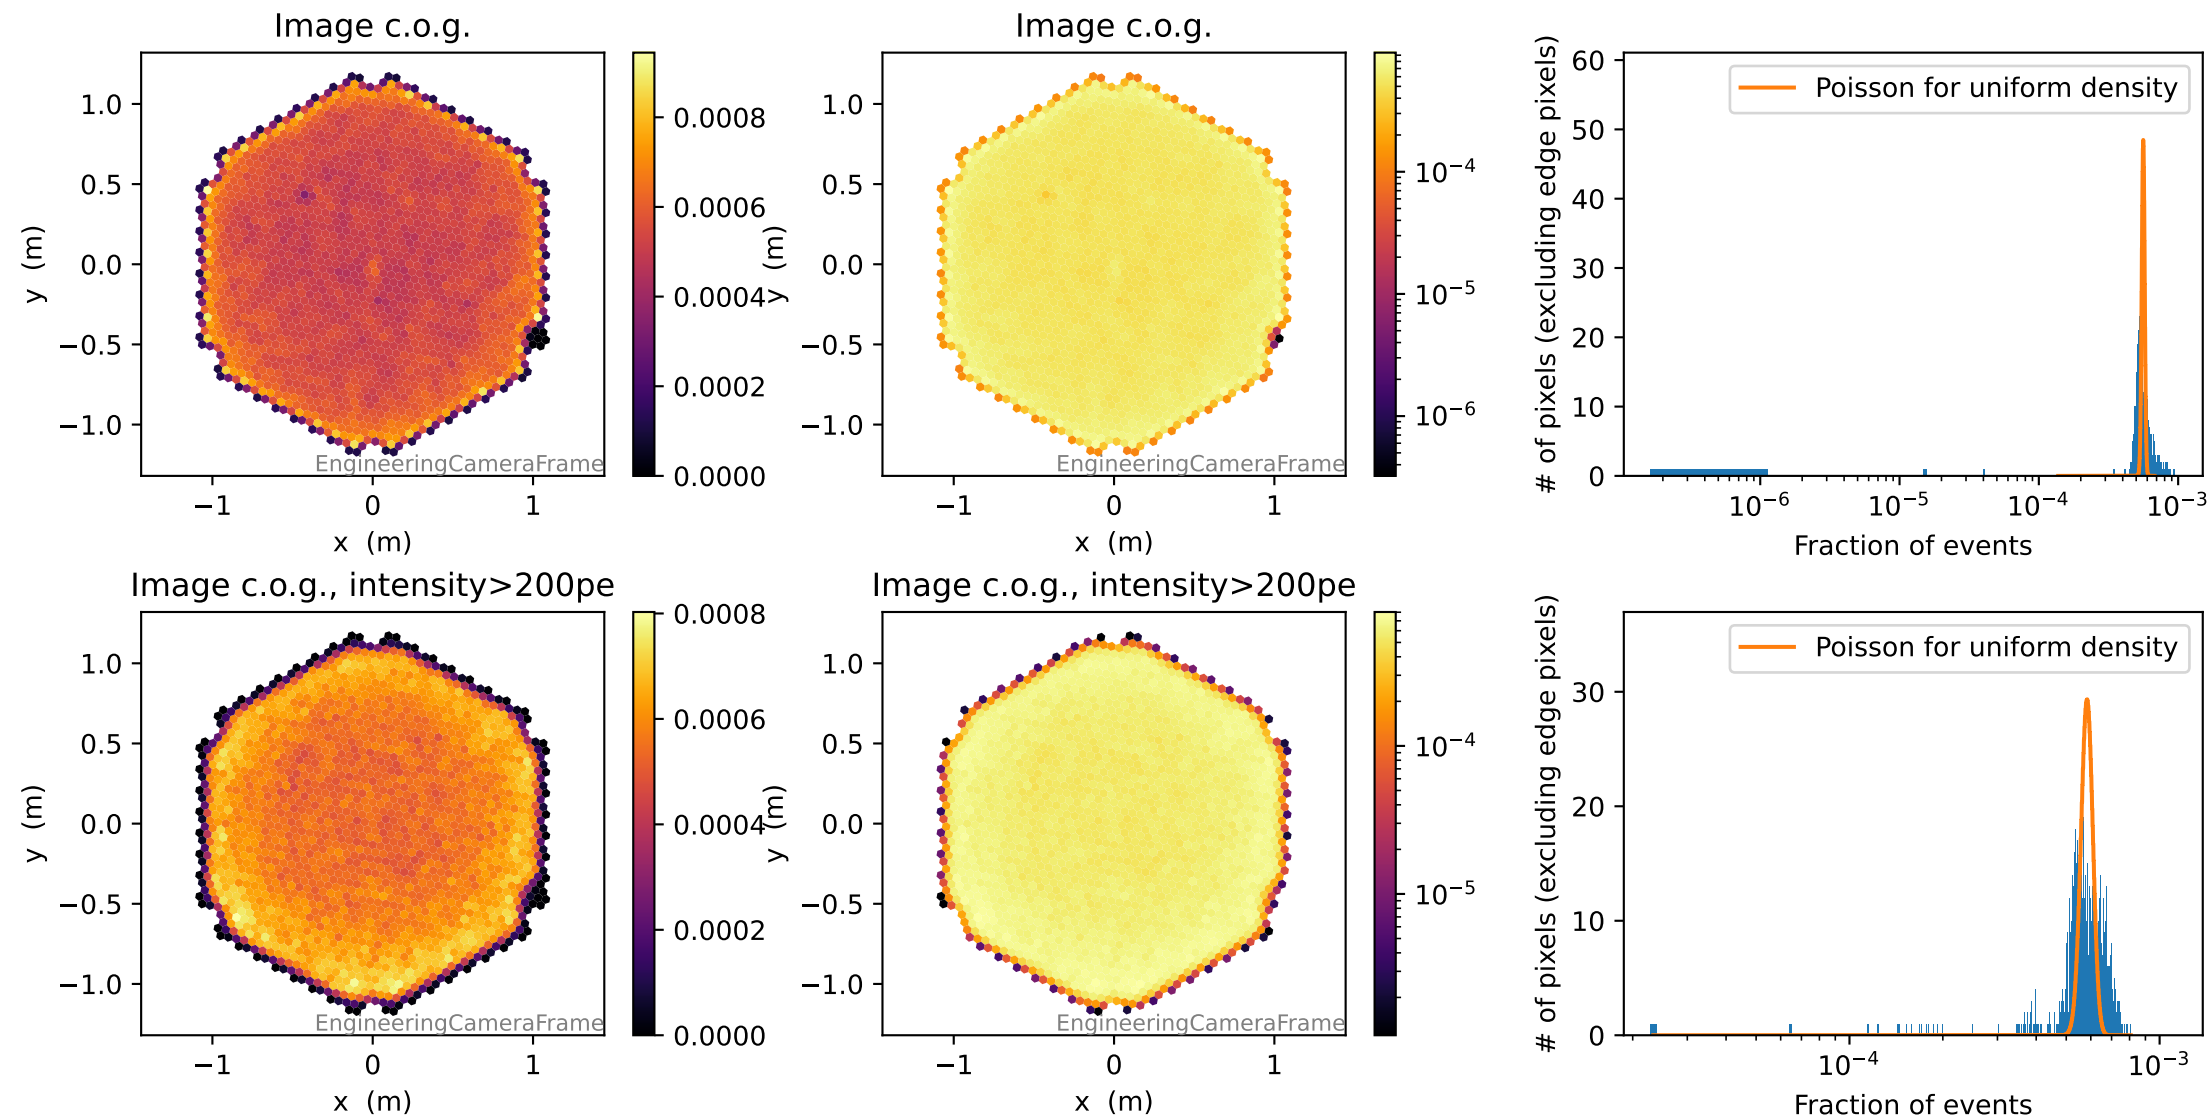 Image c.o.g.
1.0
0.5
0.0
−0.5
−1.0
y (m)
−1
0
1
x (m)
EngineeringCameraFrame
0.0008
0.0006
0.0004
0.0002
0.0000
Image c.o.g.
1.0
0.5
0.0
−0.5
−1.0
y (m)
−1
0
1
x (m)
EngineeringCameraFrame
10⁻⁴
10⁻⁵
10⁻⁶
60
50
40
30
20
10
0
# of pixels (excluding edge pixels)
Poisson for uniform density
10⁻⁶
10⁻⁵
10⁻⁴
10⁻³
Fraction of events
Image c.o.g., intensity>200pe
1.0
0.5
0.0
−0.5
−1.0
y (m)
−1
0
1
x (m)
EngineeringCameraFrame
0.0008
0.0006
0.0004
0.0002
0.0000
Image c.o.g., intensity>200pe
1.0
0.5
0.0
−0.5
−1.0
y (m)
−1
0
1
x (m)
EngineeringCameraFrame
10⁻⁴
10⁻⁵
30
20
10
0
# of pixels (excluding edge pixels)
Poisson for uniform density
10⁻⁴
10⁻³
Fraction of events